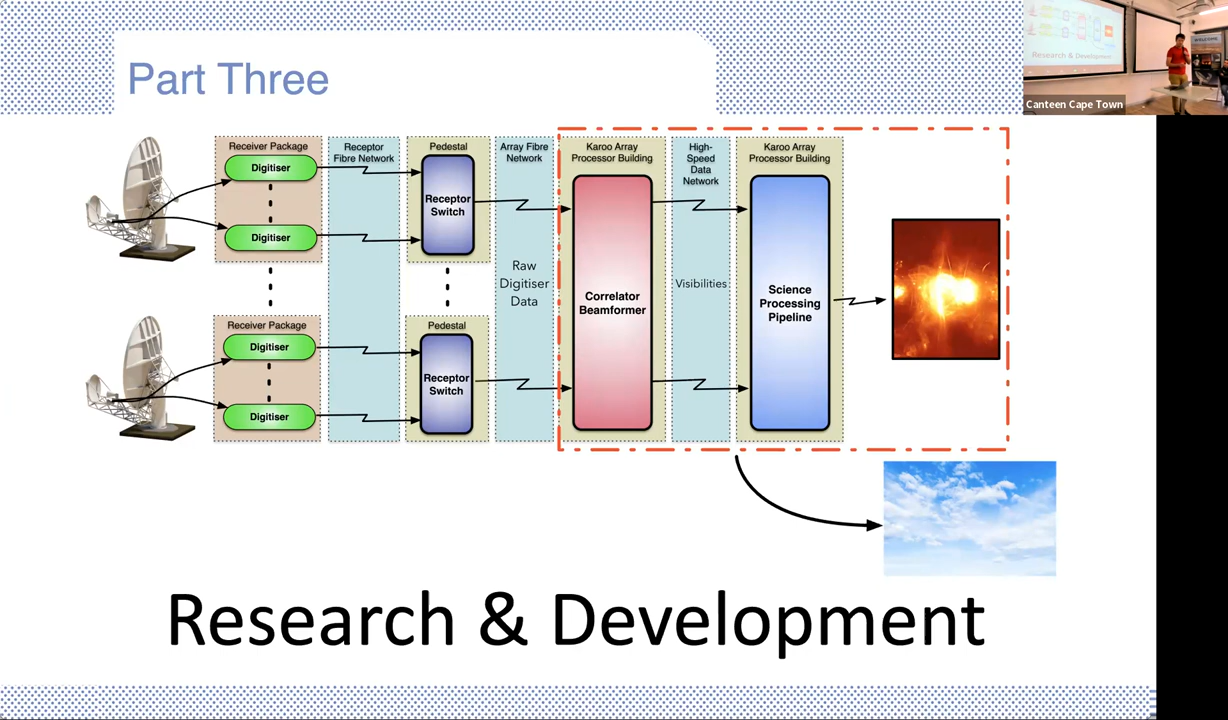 Part Three
Canteen Cape Town
Research & Development
WELCOME
Receiver Package
Digitiser
Digitiser
Receptor
Fibre Network
Pedestal
Receptor
Switch
Array Fibre
Network
Raw
Digitiser
Data
Karoo Array
Processor Building
Correlator
Beamformer
High-
Speed
Data
Network
Visibilities
Karoo Array
Processor Building
Science
Processing
Pipeline
Receiver Package
Digitiser
Digitiser
Pedestal
Receptor
Switch
Research & Development